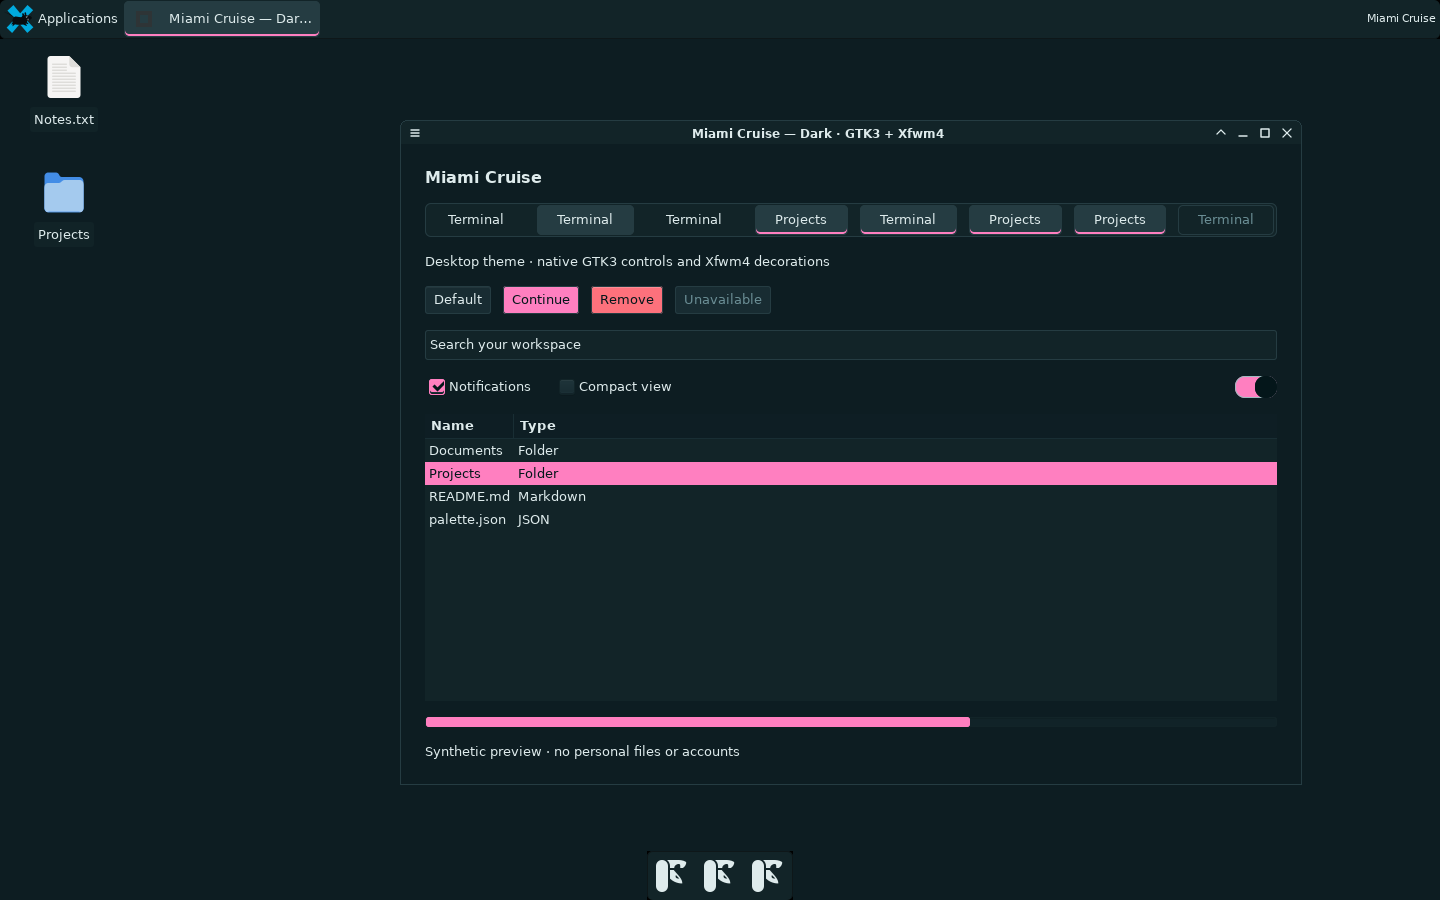 Applications
Miami Cruise — Dar...
Miami Cruise
Notes.txt
Projects
Miami Cruise — Dark · GTK3 + Xfwm4
Miami Cruise
Terminal Terminal Terminal Projects Terminal Projects Projects Terminal
Desktop theme · native GTK3 controls and Xfwm4 decorations
Default Continue Remove Unavailable
Search your workspace
Notifications Compact view
Name Type
Documents Folder
Projects Folder
README.md Markdown
palette.json JSON
Synthetic preview · no personal files or accounts